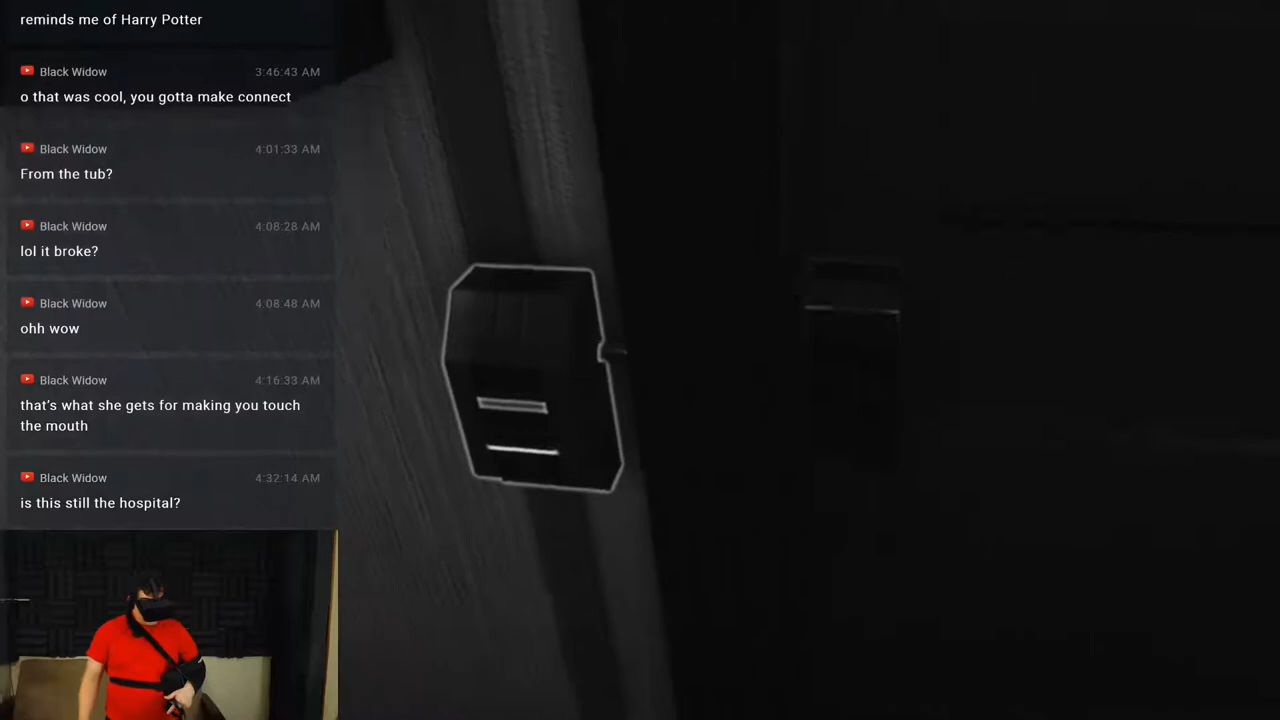 reminds me of Harry Potter
Black Widow 3:46:43 AM
o that was cool, you gotta make connect
Black Widow 4:01:33 AM
From the tub?
Black Widow 4:08:28 AM
lol it broke?
Black Widow 4:08:48 AM
ohh wow
Black Widow 4:16:33 AM
that's what she gets for making you touch
the mouth
Black Widow 4:32:14 AM
is this still the hospital?